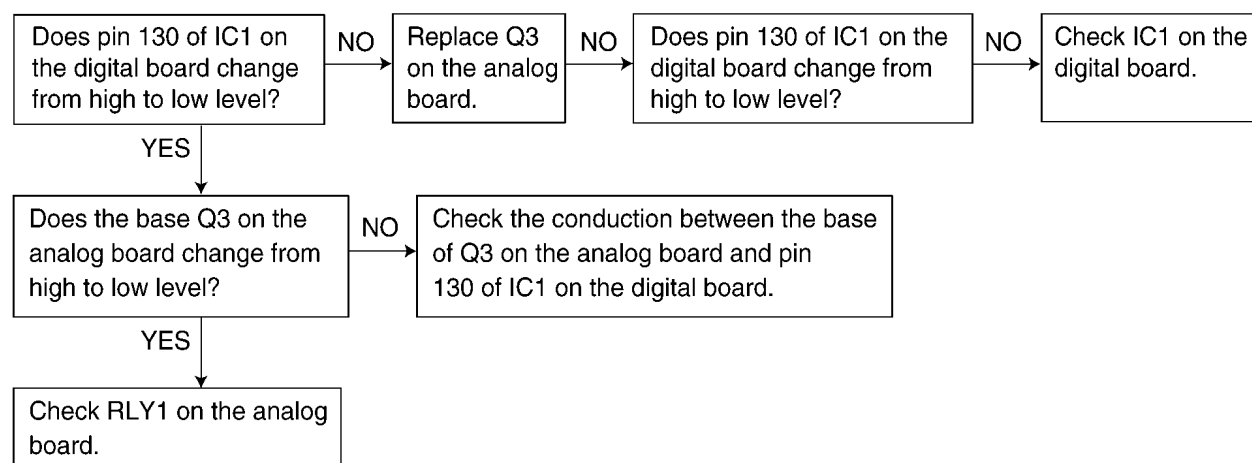 Does pin 130 of IC1 on
the digital board change
from high to low level?
NO
Replace Q3
on the analog
board.
NO
Does pin 130 of IC1 on the
digital board change from
high to low level?
NO
Check IC1 on the
digital board.
YES
Does the base Q3 on the
analog board change from
high to low level?
NO
Check the conduction between the base
of Q3 on the analog board and pin
130 of IC1 on the digital board.
YES
Check RLY1 on the analog
board.